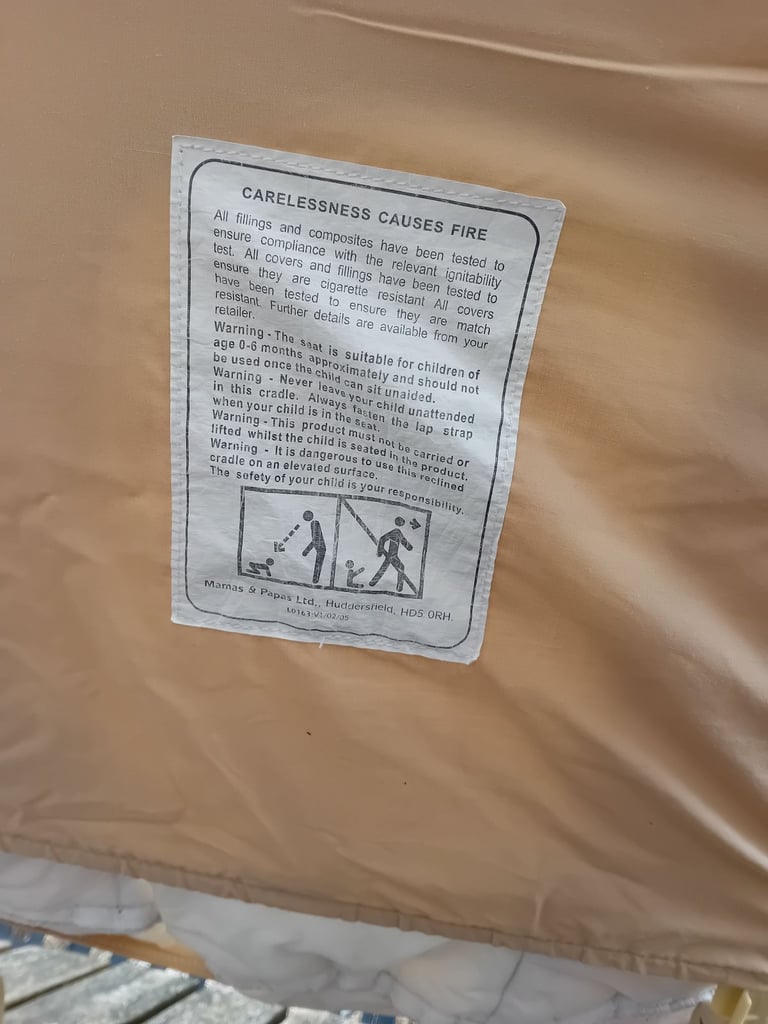 CARELESSNESS CAUSES FIRE
All fillings and composites have been tested to
ensure compliance with the relevant ignitability
test. All covers and fillings have been tested to
ensure they are cigarette resistant All covers
have been tested to ensure they are match
resistant. Further details are available from your
retailer.
Warning - The seat is suitable for children of
age 0-6 months approximately and should not
be used once the child can sit unaided.
Warning - Never leave your child unattended
in this cradle. Always fasten the lap strap
when your child is in the seat.
Warning - This product must not be carried or
lifted whilst the child is seated in the product.
Warning - It is dangerous to use this reclined
cradle on an elevated surface.
The safety of your child is your responsibility.
Mamas & Papas Ltd., Huddersfield, HD5 0RH.
L0163-V1/02/05